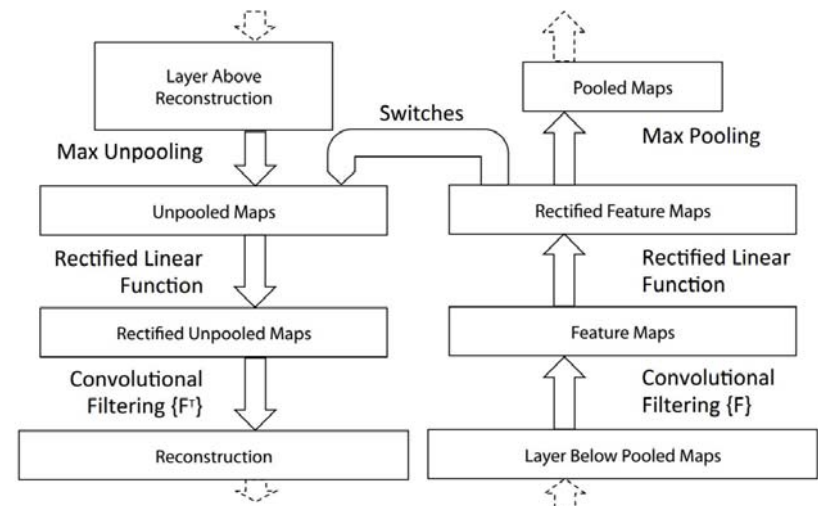 Layer Above
Reconstruction
Max Unpooling
Unpooled Maps
Rectified Linear
Function
Rectified Unpooled Maps
Convolutional
Filtering {Fᵀ}
Reconstruction
Switches
Pooled Maps
Max Pooling
Rectified Feature Maps
Rectified Linear
Function
Feature Maps
Convolutional
Filtering {F}
Layer Below Pooled Maps